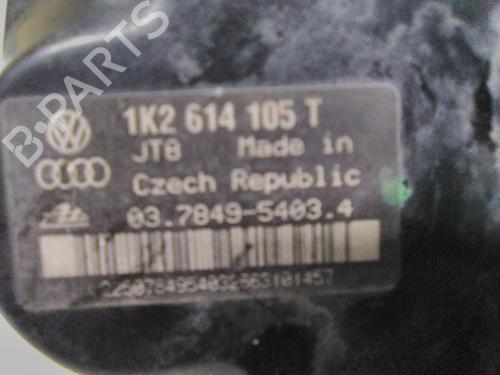 B-PARTS
1K2 614 105 T
JT8 Made in
Czech Republic
03.7849-5403.4